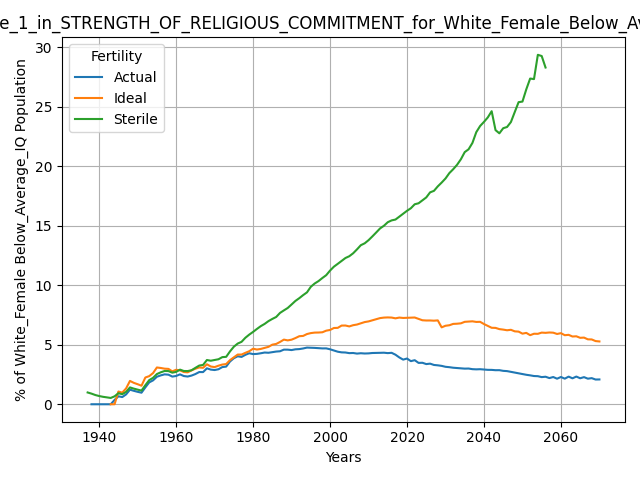 e_1_in_STRENGTH_OF_RELIGIOUS_COMMITMENT_for_White_Female_Below_Av
Fertility
Actual
Ideal
Sterile
% of White_Female Below_Average_IQ Population
30
25
20
15
10
5
0
1940 1960 1980 2000 2020 2040 2060
Years